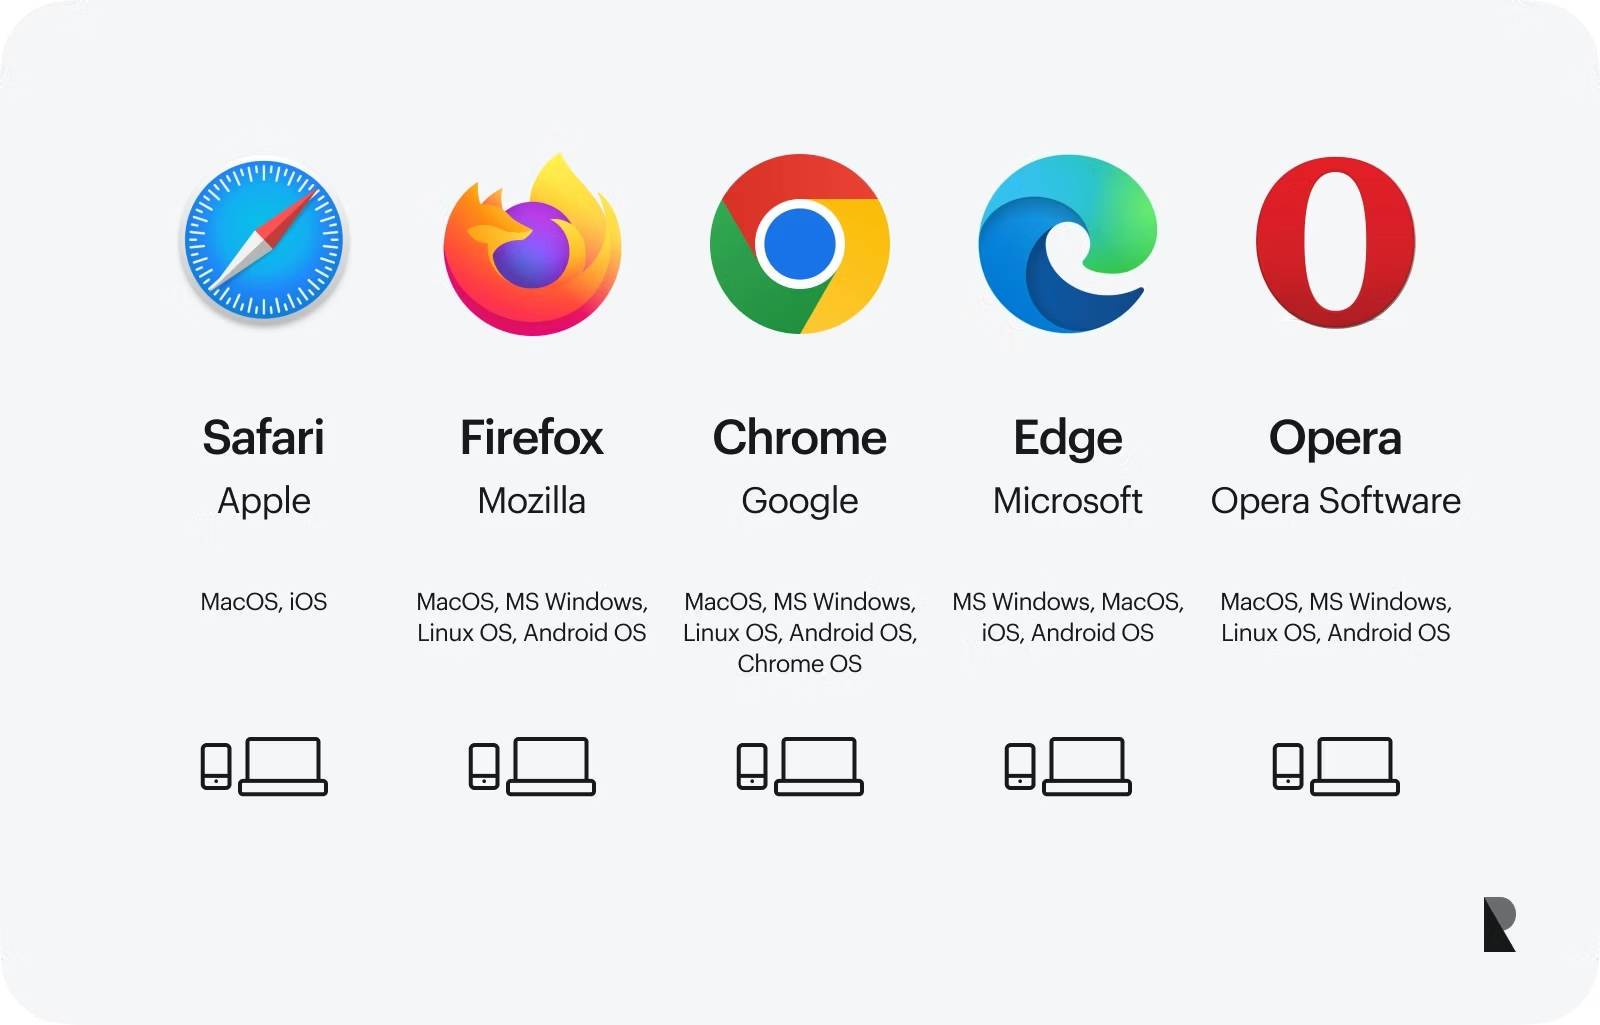 Safari
Firefox
Chrome
Edge
Opera
Apple
Mozilla
Google
Microsoft
Opera Software
MacOS, iOS
MacOS, MS Windows,
Linux OS, Android OS
MacOS, MS Windows,
Linux OS, Android OS,
Chrome OS
MS Windows, MacOS,
iOS, Android OS
MacOS, MS Windows,
Linux OS, Android OS
R